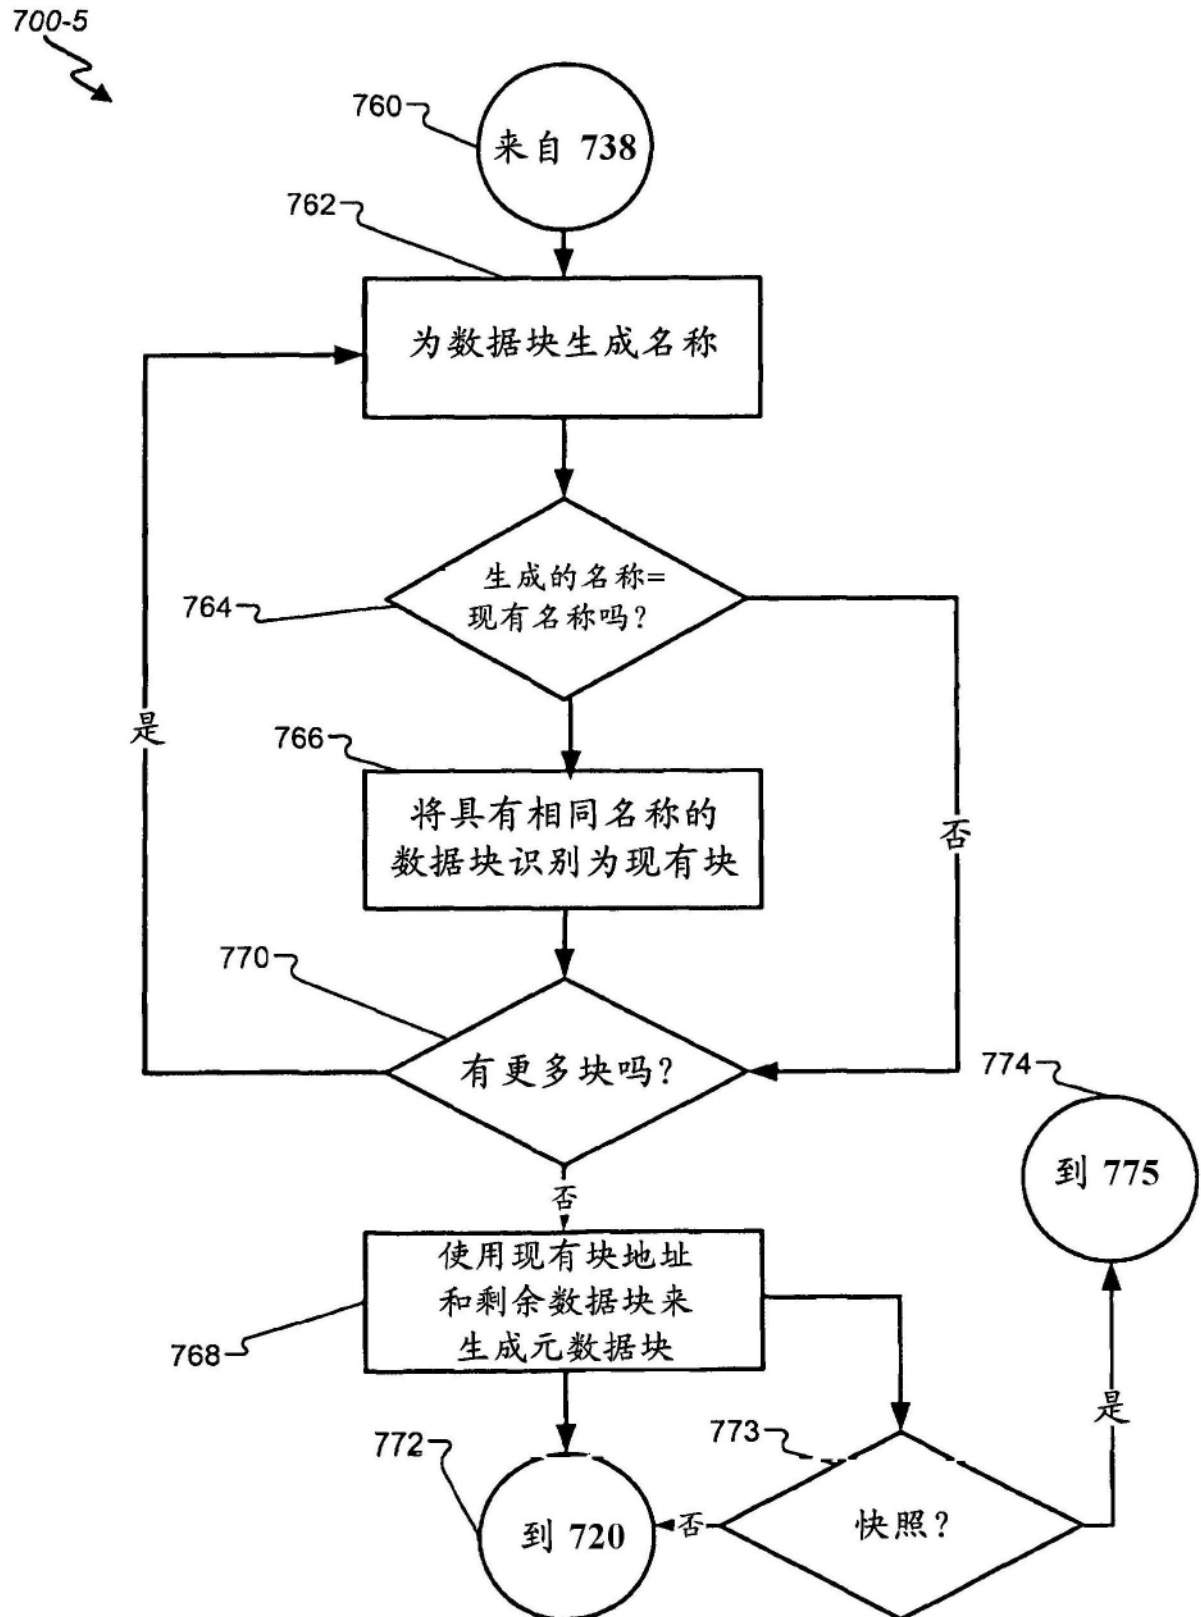 700-5
760
来自 738
762
为数据块生成名称
764
生成的名称=
现有名称吗?
是
766
将具有相同名称的
数据块识别为现有块
否
770
有更多块吗?
774
到 775
否
使用现有块地址
和剩余数据块来
生成元数据块
768
是
772
773
到 720
否
快照?